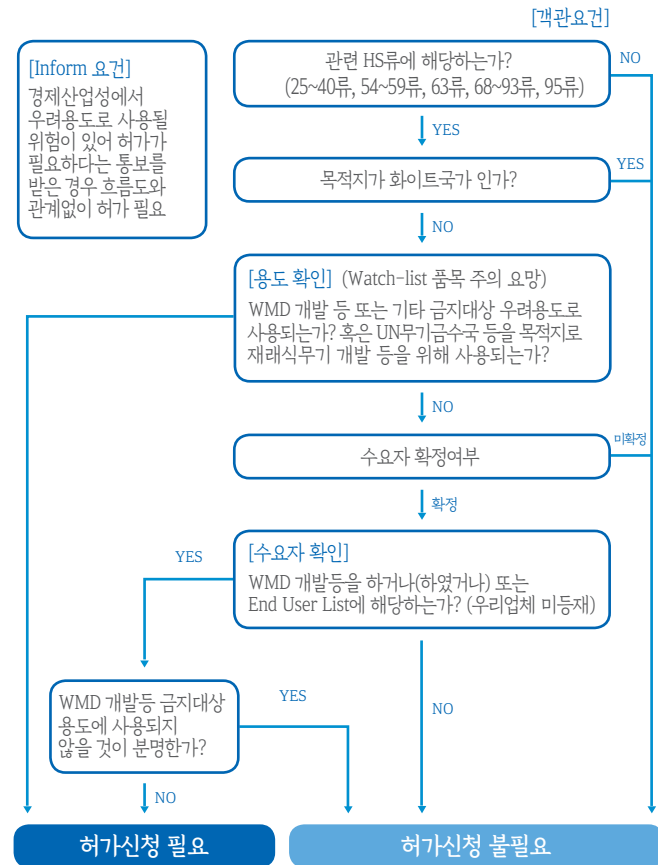 [객관요건]
[Inform 요건]
경제산업성에서
우려용도로 사용될
위험이 있어 허가가
필요하다는 통보를
받은 경우 흐름도와
관계없이 허가 필요
관련 HS류에 해당하는가?
(25~40류, 54~59류, 63류, 68~93류, 95류)
NO
YES
목적지가 화이트국가 인가?
YES
NO
[용도 확인] (Watch-list 품목 주의 요망)
WMD 개발 등 또는 기타 금지대상 우려용도로
사용되는가? 혹은 UN무기금수국 등을 목적지로
재래식무기 개발 등을 위해 사용되는가?
NO
수요자 확정여부
미확정
확정
YES
[수요자 확인]
WMD 개발등을 하거나(하였거나) 또는
End User List에 해당하는가? (우리업체 미등재)
WMD 개발등 금지대상
용도에 사용되지
않을 것이 분명한가?
YES
NO
NO
허가신청 필요
허가신청 불필요